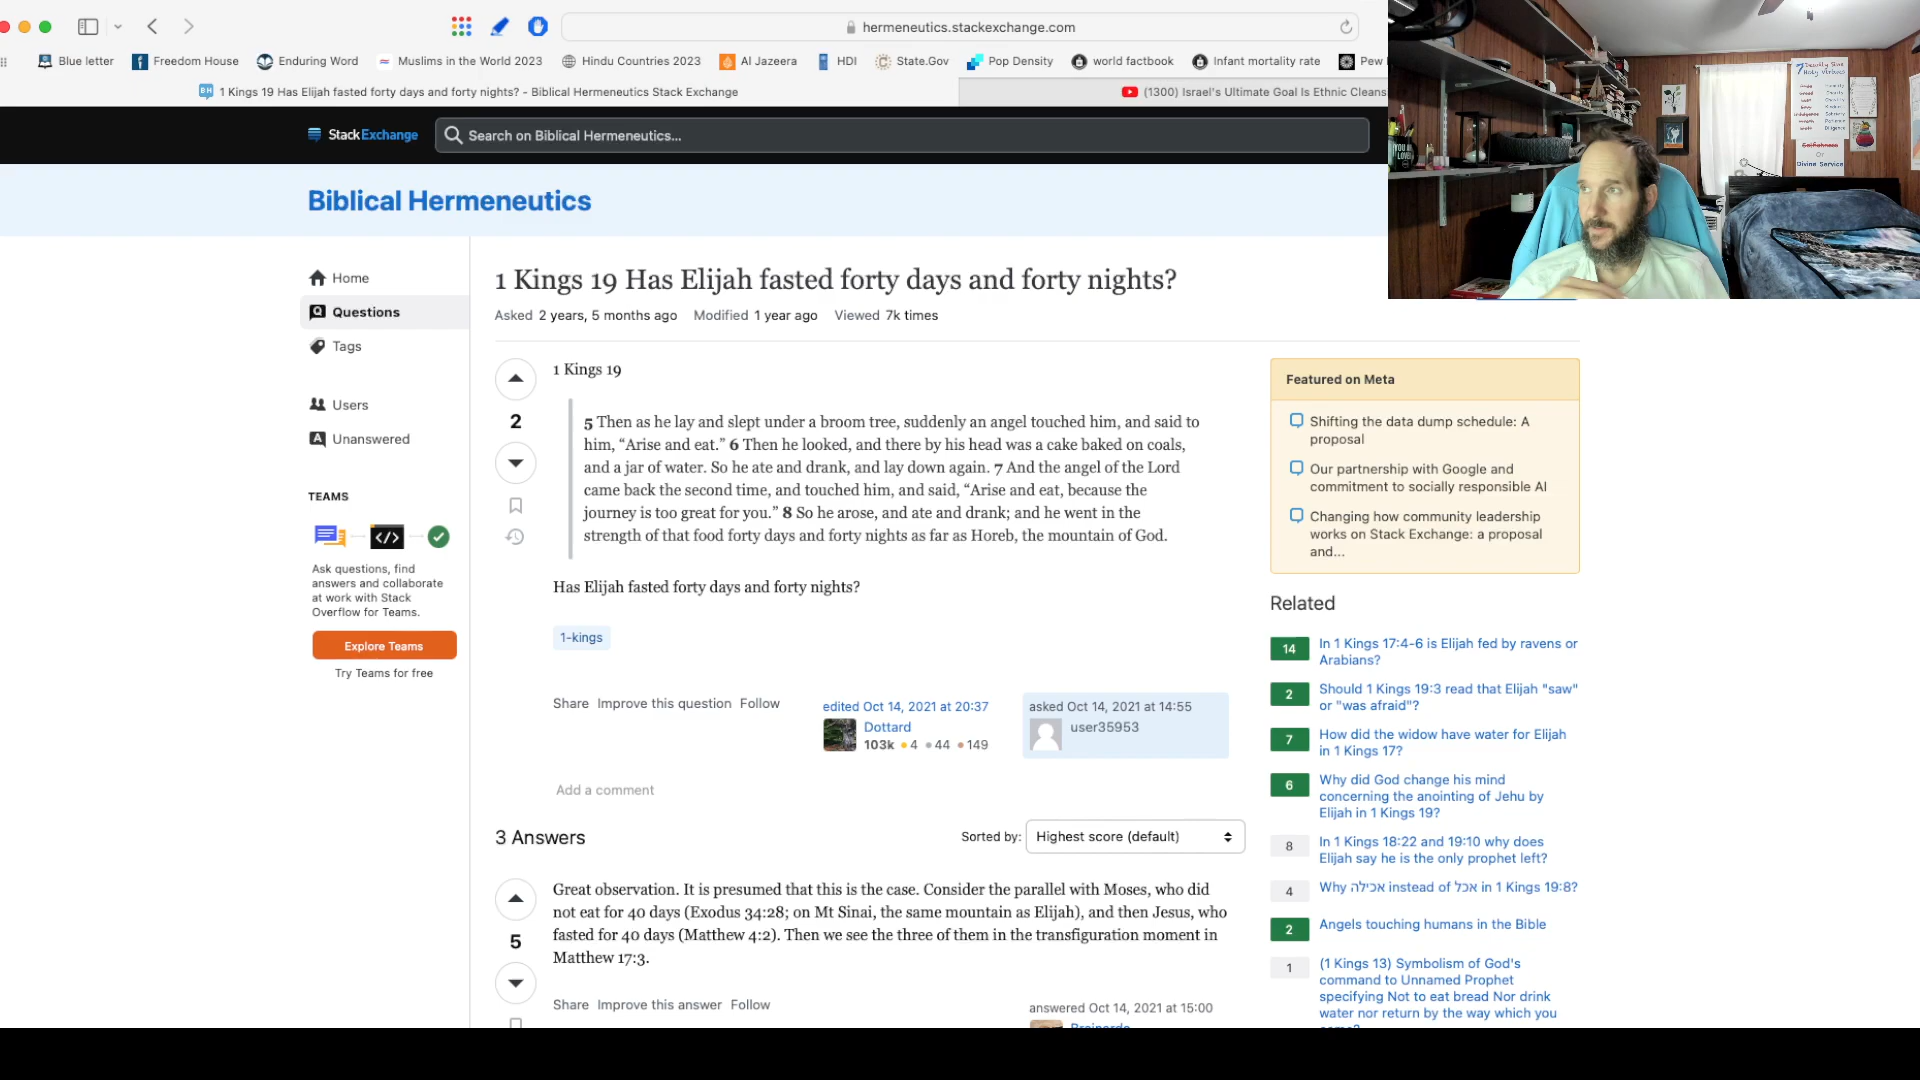 hermeneutics.stackexchange.com
Blue letter
Freedom House
Enduring Word
Muslims in the World 2023
Hindu Countries 2023
Al Jazeera
HDI
State.Gov
Pop Density
world factbook
Infant mortality rate
Pew
1 Kings 19 Has Elijah fasted forty days and forty nights? - Biblical Hermeneutics Stack Exchange
(1300) Israel's Ultimate Goal Is Ethnic Cleans
StackExchange
Search on Biblical Hermeneutics...
Biblical Hermeneutics
Home
Questions
Tags
Users
Unanswered
TEAMS
Ask questions, find
answers and collaborate
at work with Stack
Overflow for Teams.
Explore Teams
Try Teams for free
1 Kings 19 Has Elijah fasted forty days and forty nights?
Asked 2 years, 5 months ago Modified 1 year ago Viewed 7k times
2
1 Kings 19
5 Then as he lay and slept under a broom tree, suddenly an angel touched him, and said to
him, “Arise and eat.” 6 Then he looked, and there by his head was a cake baked on coals,
and a jar of water. So he ate and drank, and lay down again. 7 And the angel of the Lord
came back the second time, and touched him, and said, “Arise and eat, because the
journey is too great for you.” 8 So he arose, and ate and drank; and he went in the
strength of that food forty days and forty nights as far as Horeb, the mountain of God.
Has Elijah fasted forty days and forty nights?
1-kings
Share Improve this question Follow
edited Oct 14, 2021 at 20:37
Dottard
103k 4 44 149
asked Oct 14, 2021 at 14:55
user35953
Add a comment
3 Answers
Sorted by: Highest score (default)
5
Great observation. It is presumed that this is the case. Consider the parallel with Moses, who did
not eat for 40 days (Exodus 34:28; on Mt Sinai, the same mountain as Elijah), and then Jesus, who
fasted for 40 days (Matthew 4:2). Then we see the three of them in the transfiguration moment in
Matthew 17:3.
Share Improve this answer Follow
answered Oct 14, 2021 at 15:00
Featured on Meta
Shifting the data dump schedule: A
proposal
Our partnership with Google and
commitment to socially responsible AI
Changing how community leadership
works on Stack Exchange: a proposal
and...
Related
14 In 1 Kings 17:4-6 is Elijah fed by ravens or
Arabians?
2 Should 1 Kings 19:3 read that Elijah "saw"
or "was afraid"?
7 How did the widow have water for Elijah
in 1 Kings 17?
6 Why did God change his mind
concerning the anointing of Jehu by
Elijah in 1 Kings 19?
8 In 1 Kings 18:22 and 19:10 why does
Elijah say he is the only prophet left?
4 Why אכילה instead of אכל in 1 Kings 19:8?
2 Angels touching humans in the Bible
1 (1 Kings 13) Symbolism of God's
command to Unnamed Prophet
specifying Not to eat bread Nor drink
water nor return by the way which you
7 Deadly Sins
Holy Virtues
Selfishness
Or
Divine Service